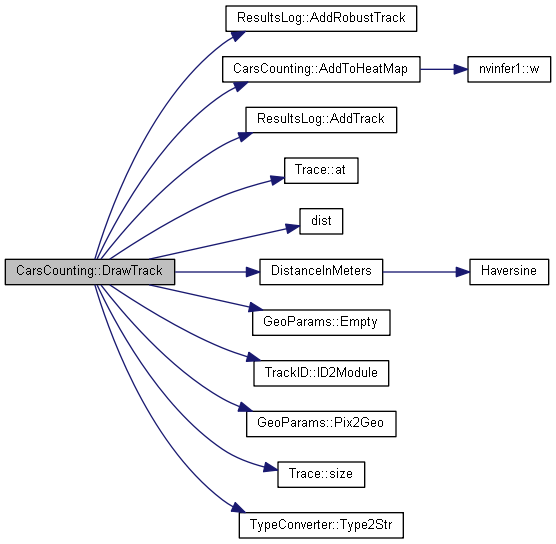 ResultsLog::AddRobustTrack
CarsCounting::AddToHeatMap
nvinfer1::w
ResultsLog::AddTrack
Trace::at
dist
CarsCounting::DrawTrack
DistanceInMeters
Haversine
GeoParams::Empty
TrackID::ID2Module
GeoParams::Pix2Geo
Trace::size
TypeConverter::Type2Str